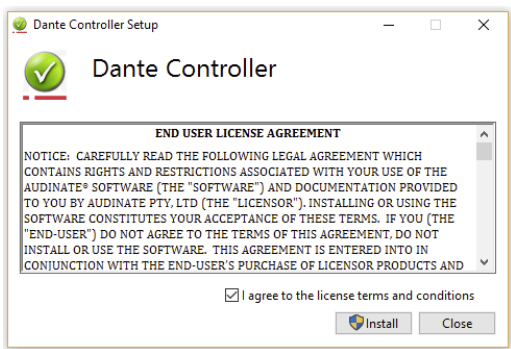 Dante Controller Setup
Dante Controller
END USER LICENSE AGREEMENT
NOTICE: CAREFULLY READ THE FOLLOWING LEGAL AGREEMENT WHICH
CONTAINS RIGHTS AND RESTRICTIONS ASSOCIATED WITH YOUR USE OF THE
AUDINATE® SOFTWARE (THE "SOFTWARE") AND DOCUMENTATION PROVIDED
TO YOU BY AUDINATE PTY, LTD (THE "LICENSOR"). INSTALLING OR USING THE
SOFTWARE CONSTITUTES YOUR ACCEPTANCE OF THESE TERMS. IF YOU (THE
"END-USER") DO NOT AGREE TO THE TERMS OF THIS AGREEMENT, DO NOT
INSTALL OR USE THE SOFTWARE. THIS AGREEMENT IS ENTERED INTO IN
CONJUNCTION WITH THE END-USER'S PURCHASE OF LICENSOR PRODUCTS AND
I agree to the license terms and conditions
Install Close